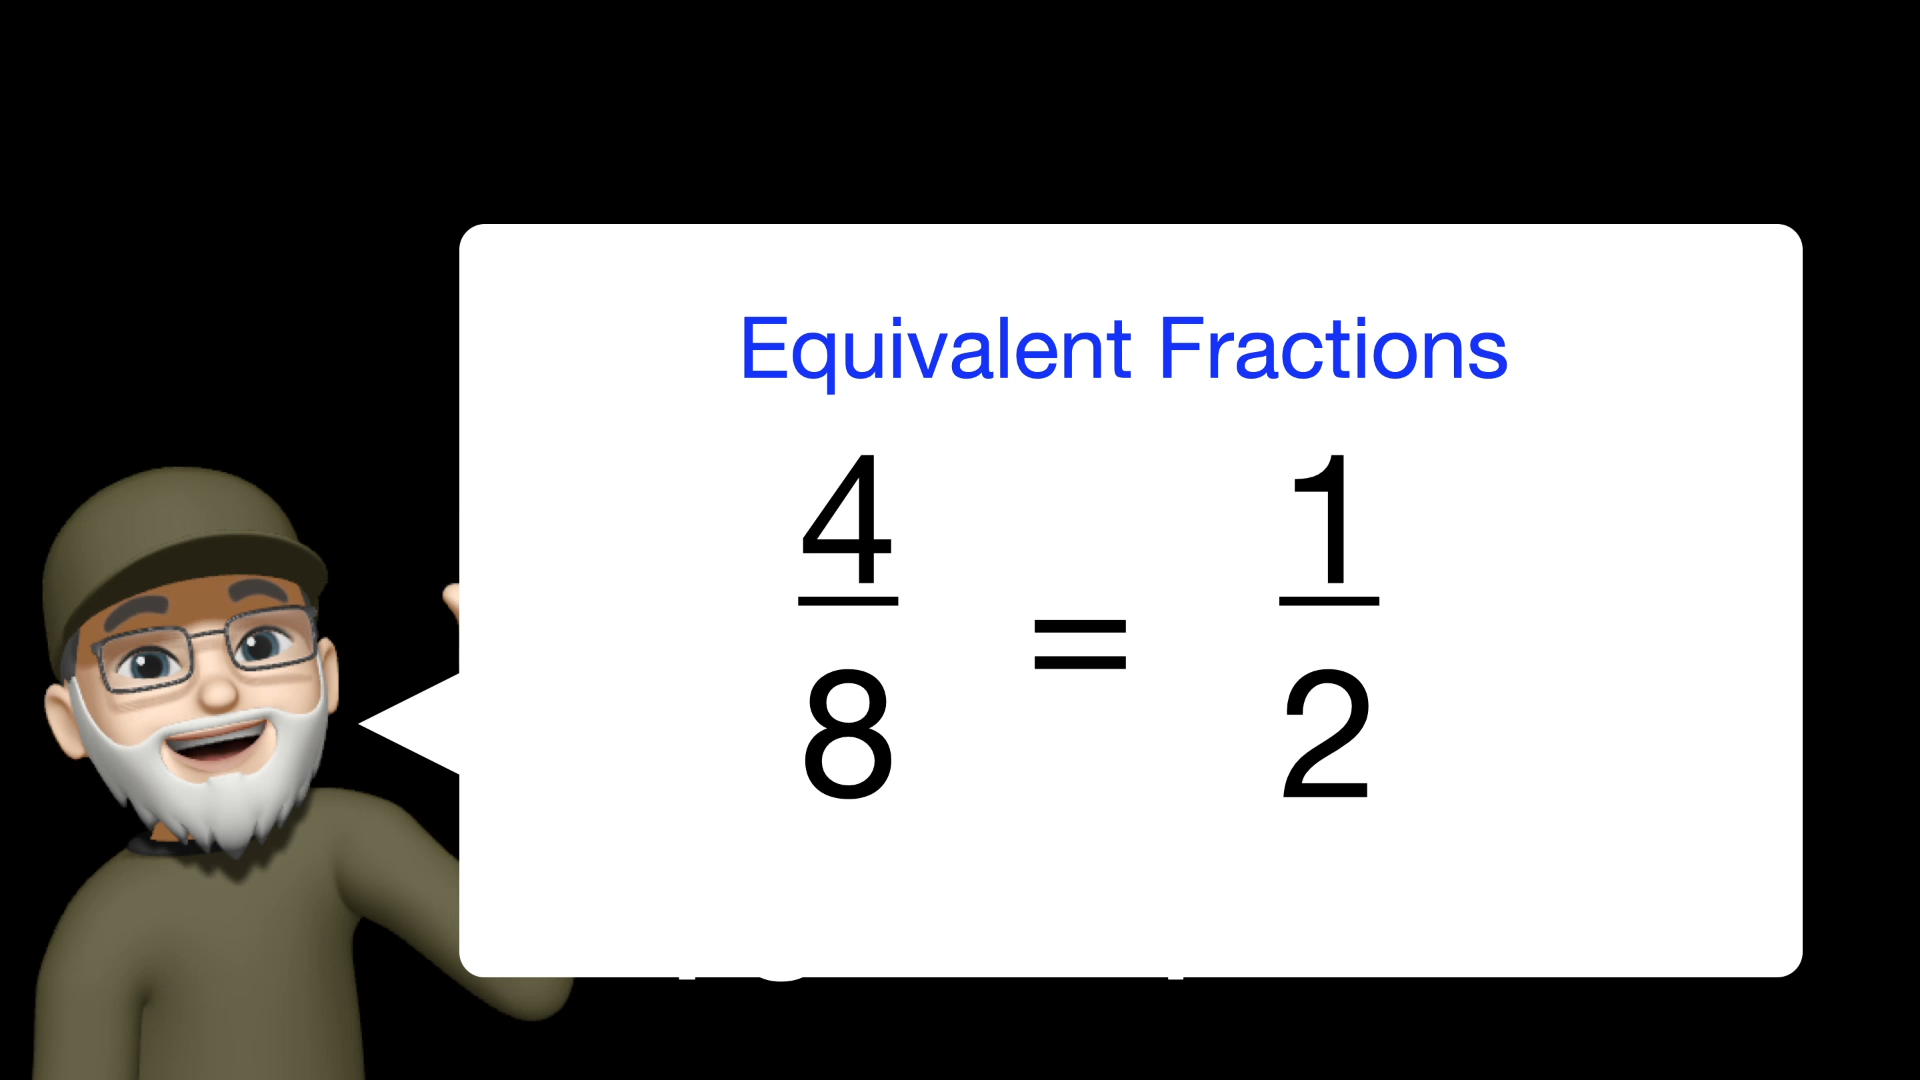 Equivalent Fractions
4/8 = 1/2